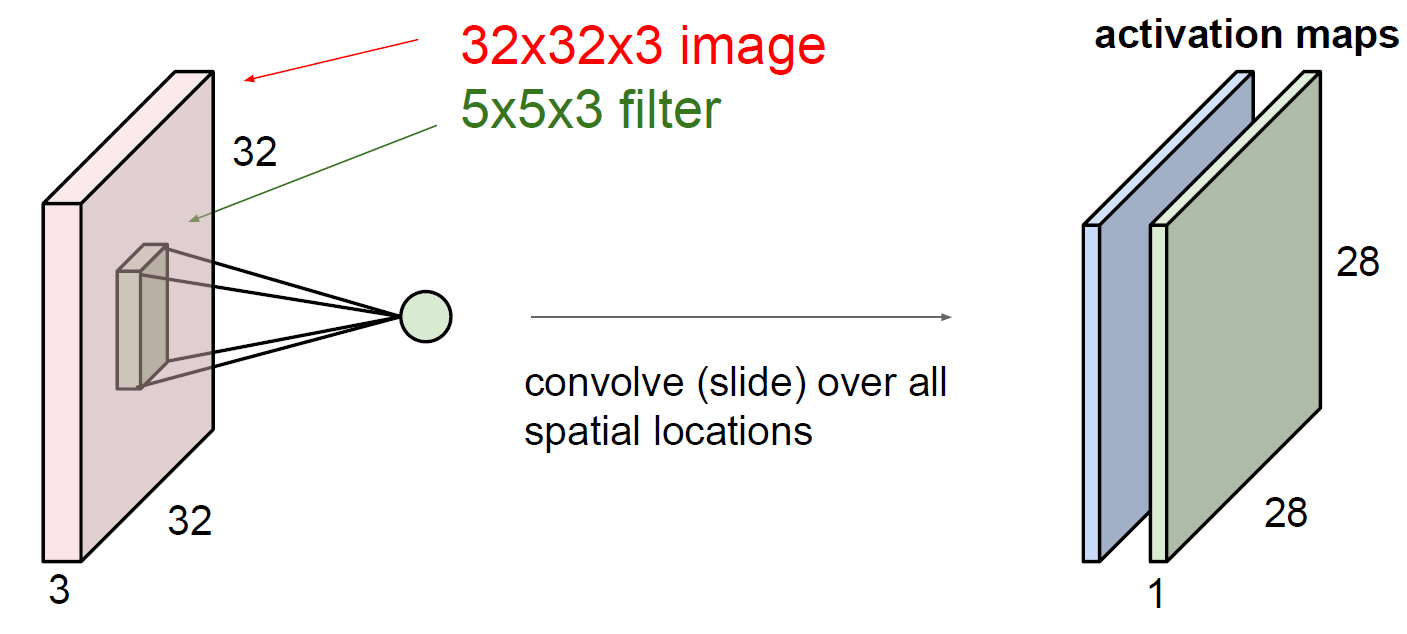 32x32x3 image
5x5x3 filter
32
32
3
convolve (slide) over all
spatial locations
activation maps
28
28
1